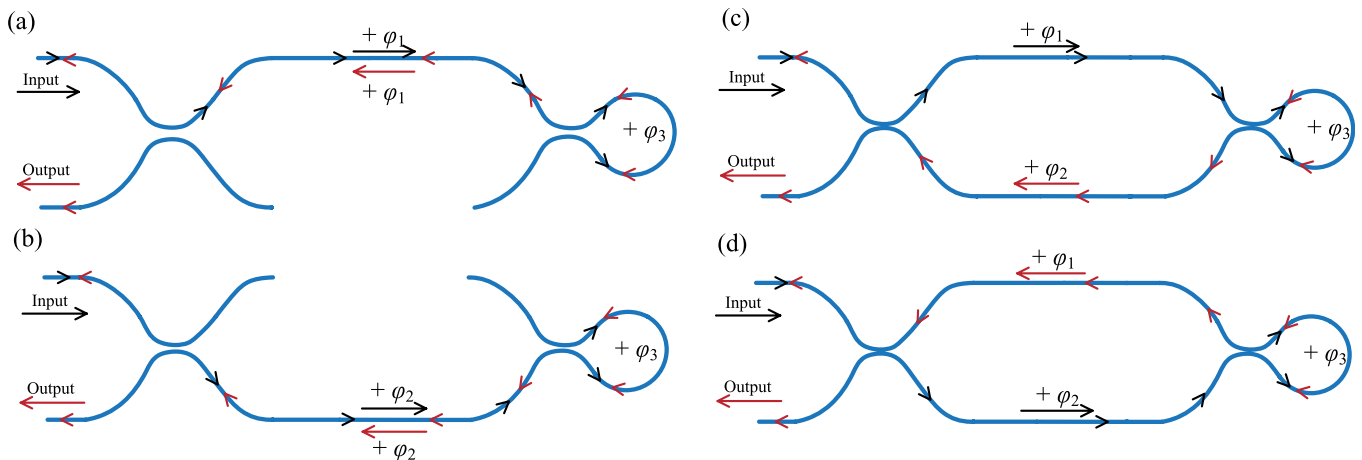 (a)
+ φ1
Input
+ φ1
+ φ3
Output
(b)
Input
+ φ3
Output
+ φ2
+ φ2
(c)
+ φ1
Input
+ φ3
Output
+ φ2
(d)
+ φ1
Input
+ φ3
Output
+ φ2